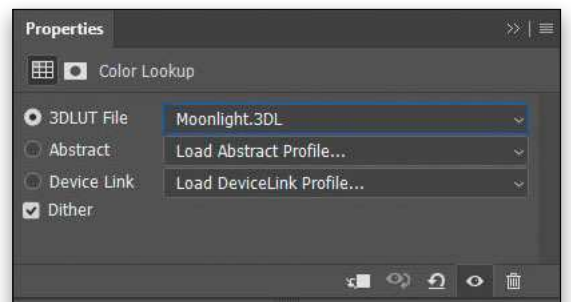 Properties
Color Lookup
3DLUT File Moonlight.3DL
Abstract Load Abstract Profile...
Device Link Load DeviceLink Profile...
Dither